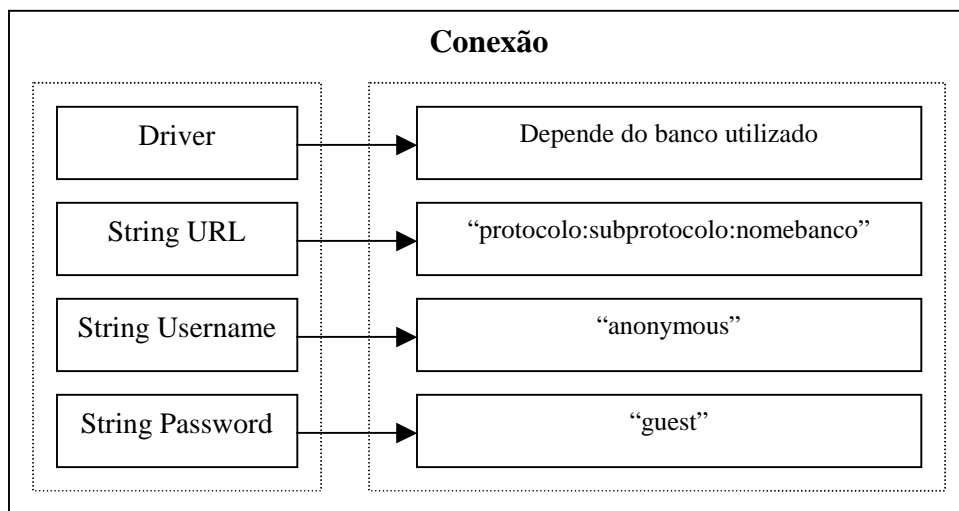 Conexão
Driver
Depende do banco utilizado
String URL
“protocolo:subprotocolo:nomebanco”
String Username
“anonymous”
String Password
“guest”